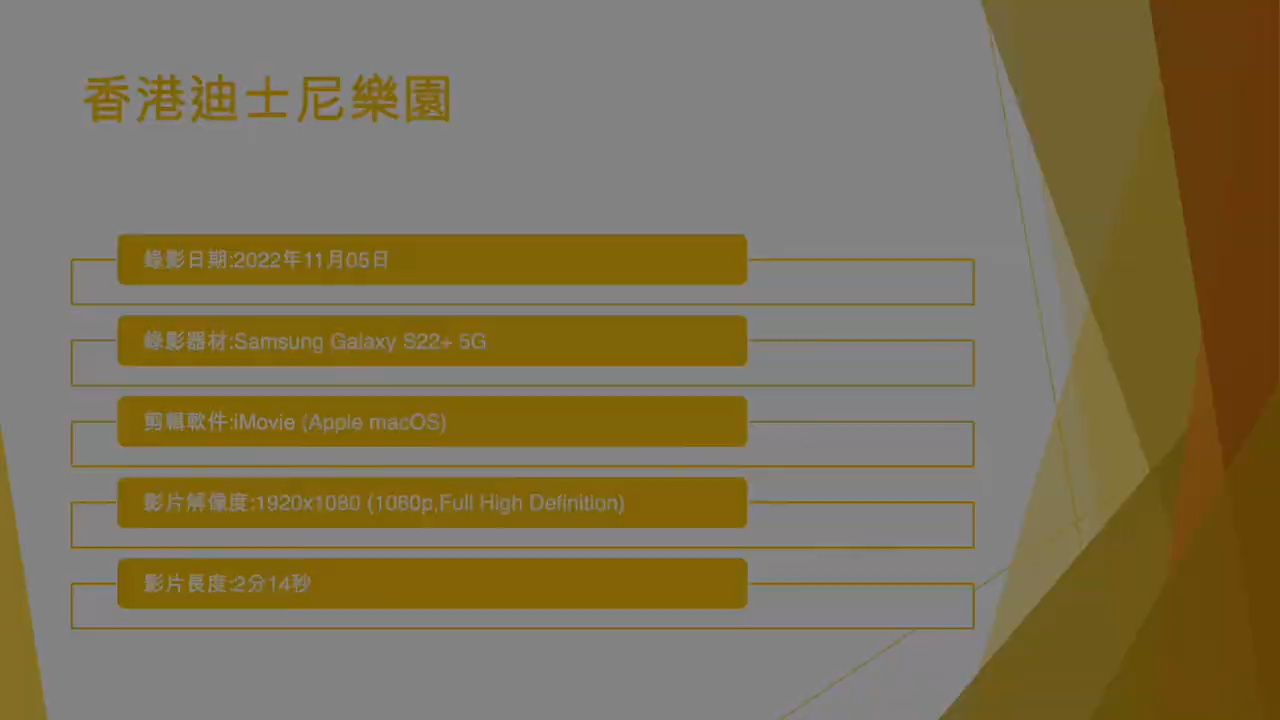 香港迪士尼樂園
錄影日期:2022年11月05日
錄影器材:Samsung Galaxy S22+ 5G
剪輯軟件:iMovie (Apple macOS)
影片解像度:1920x1080 (1060p,Full High Definition)
影片長度:2分14秒